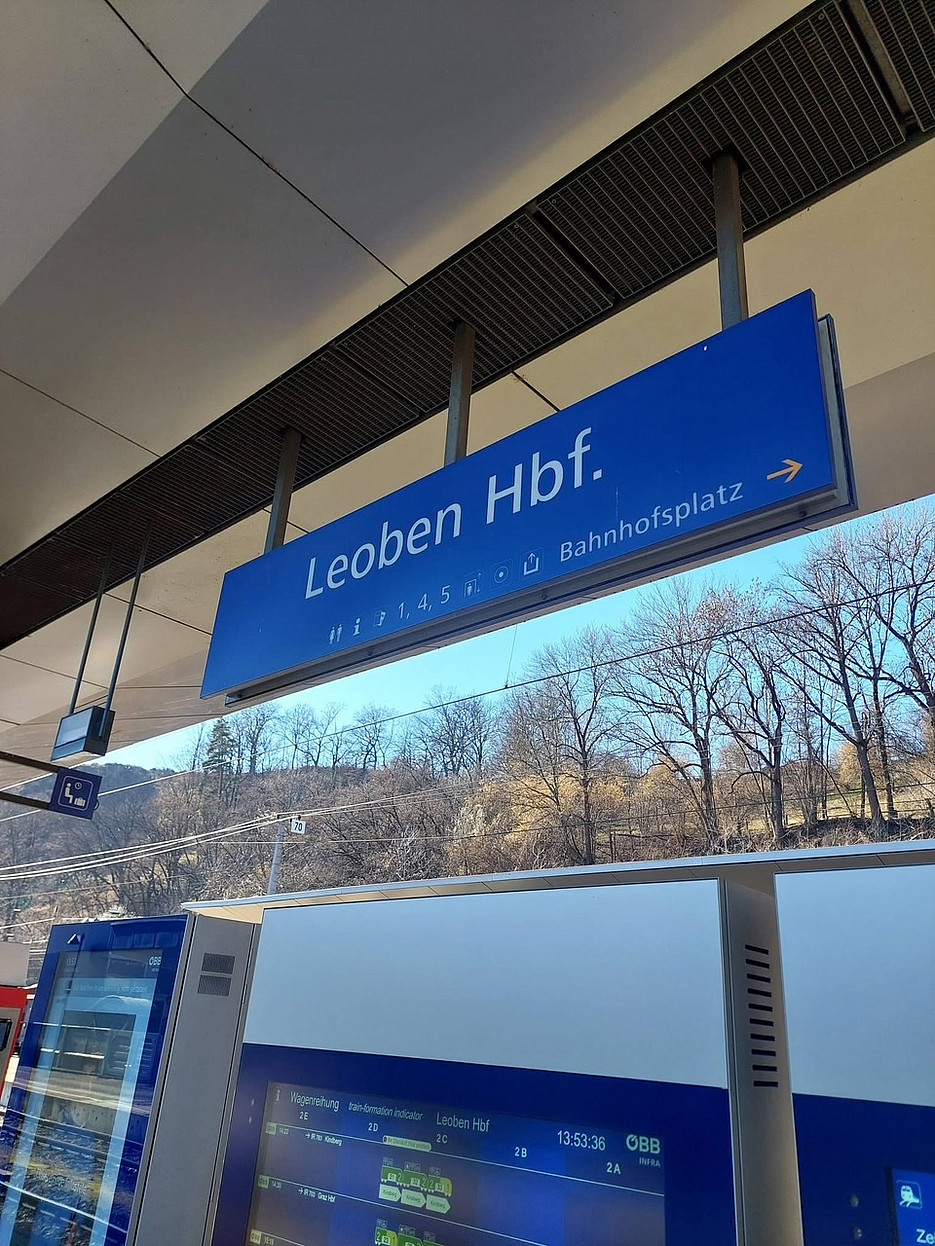 Leoben Hbf.
1, 4, 5 Bahnhofsplatz
70
ÖBB
Wagenreihung train-formation indicator Leoben Hbf 13:53:36 ÖBB
INFRA
2E 2D 2C 2B 2A
Kindberg
Graz Hbf